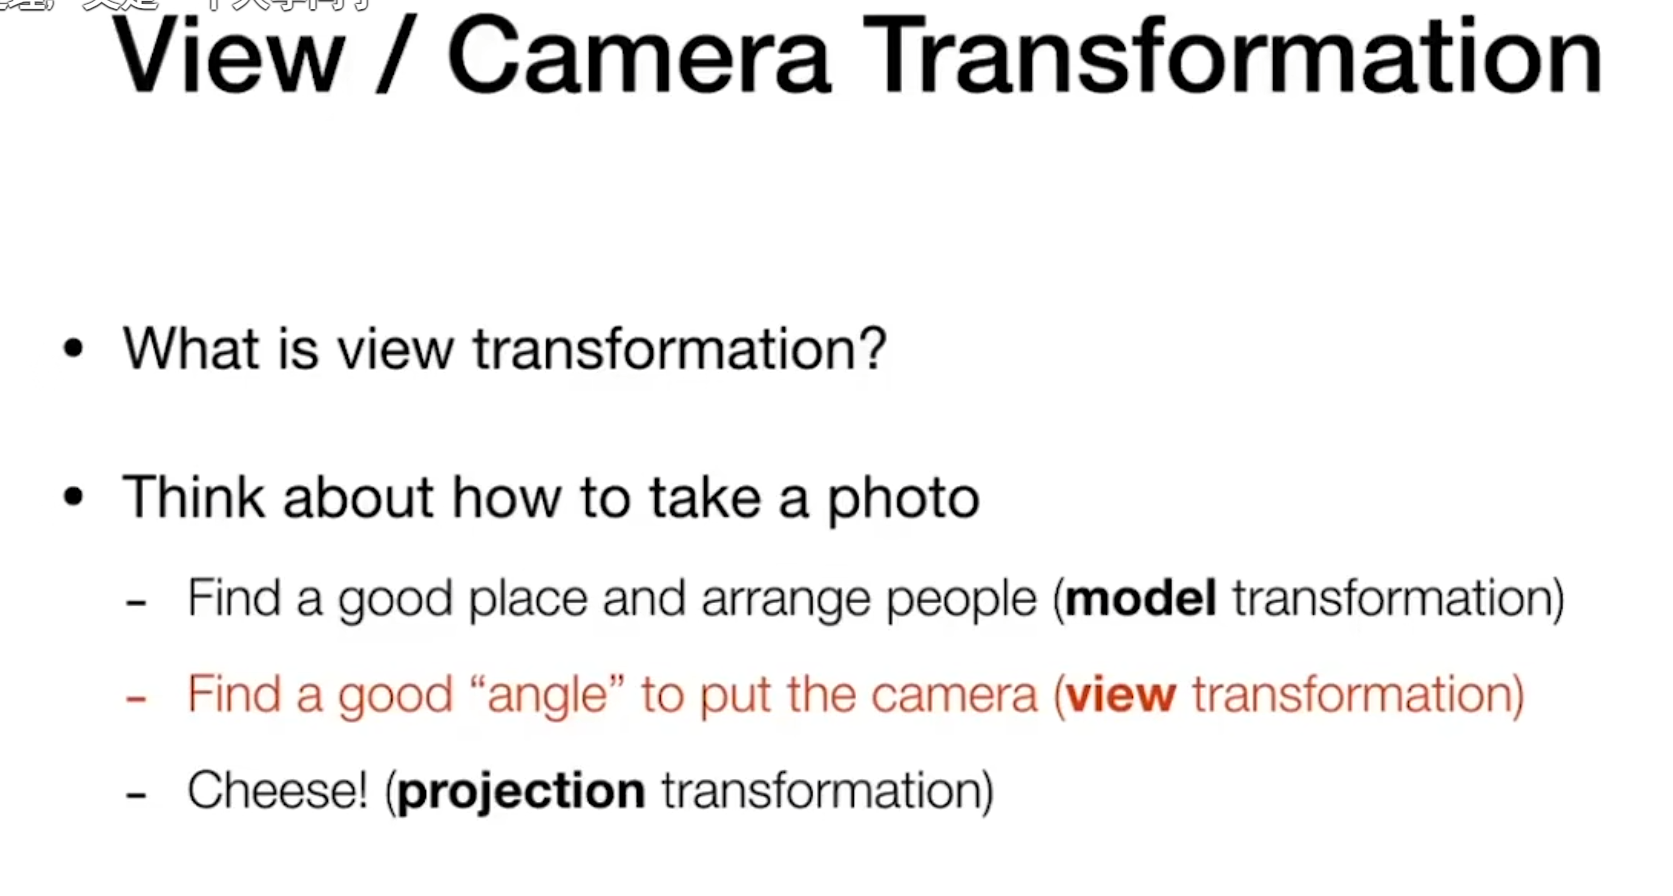 View / Camera Transformation
• What is view transformation?
• Think about how to take a photo
- Find a good place and arrange people (model transformation)
- Find a good “angle” to put the camera (view transformation)
- Cheese! (projection transformation)